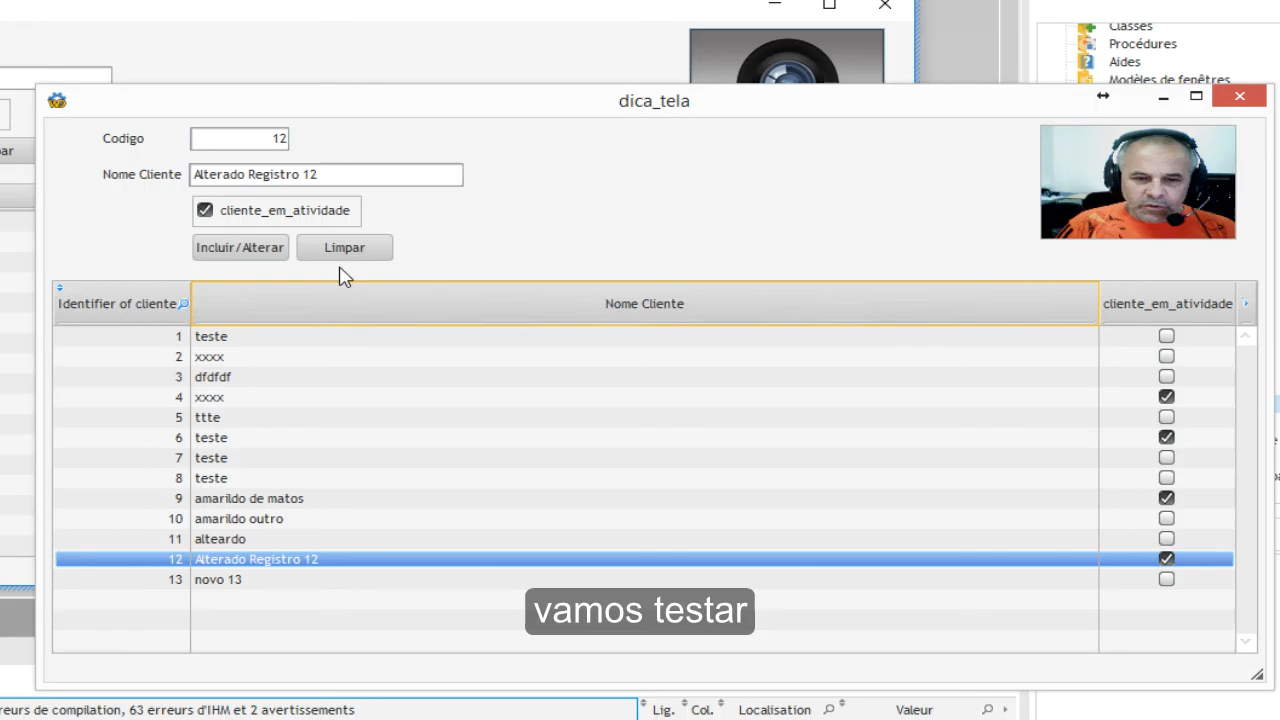 Classes
Procédures
Aides
Modèles de fenêtres
dica_tela
Codigo 12
par
Nome Cliente Alterado Registro 12
cliente_em_atividade
Incluir/Alterar Limpar
Identifier of cliente Nome Cliente cliente_em_atividade
1 teste
2 xxxx
3 dfdfdf
4 xxxx
5 ttte
6 teste
7 teste
8 teste
9 amarildo de matos
10 amarildo outro
11 alteardo
12 Alterado Registro 12
13 novo 13
vamos testar
reurs de compilation, 63 erreurs d'IHM et 2 avertissements Lig. Col. Localisation Valeur